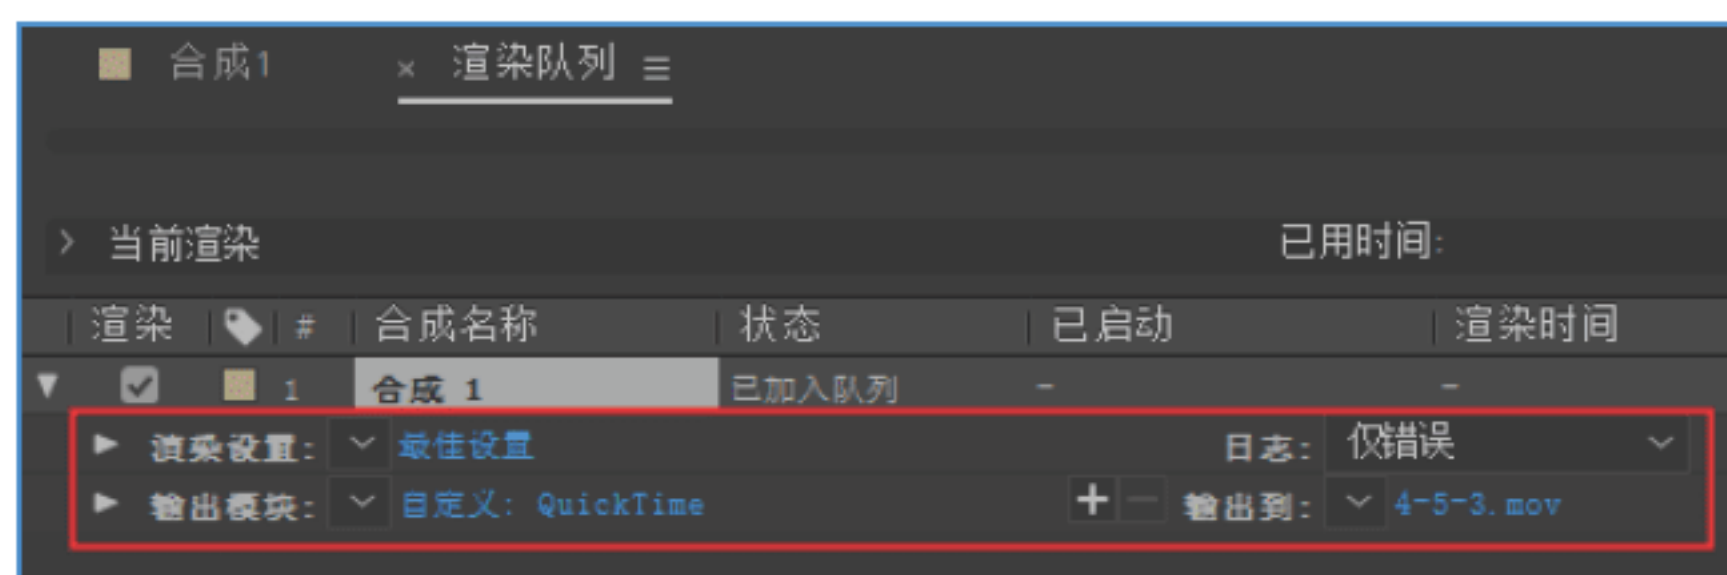 合成1 × 渲染队列 ≡
> 当前渲染 已用时间:
渲染 # 合成名称 状态 已启动 渲染时间
1 合成 1 已加入队列 - -
渲染设置: 最佳设置 日志: 仅错误
输出模块: 自定义: QuickTime + - 输出到: 4-5-3.mov